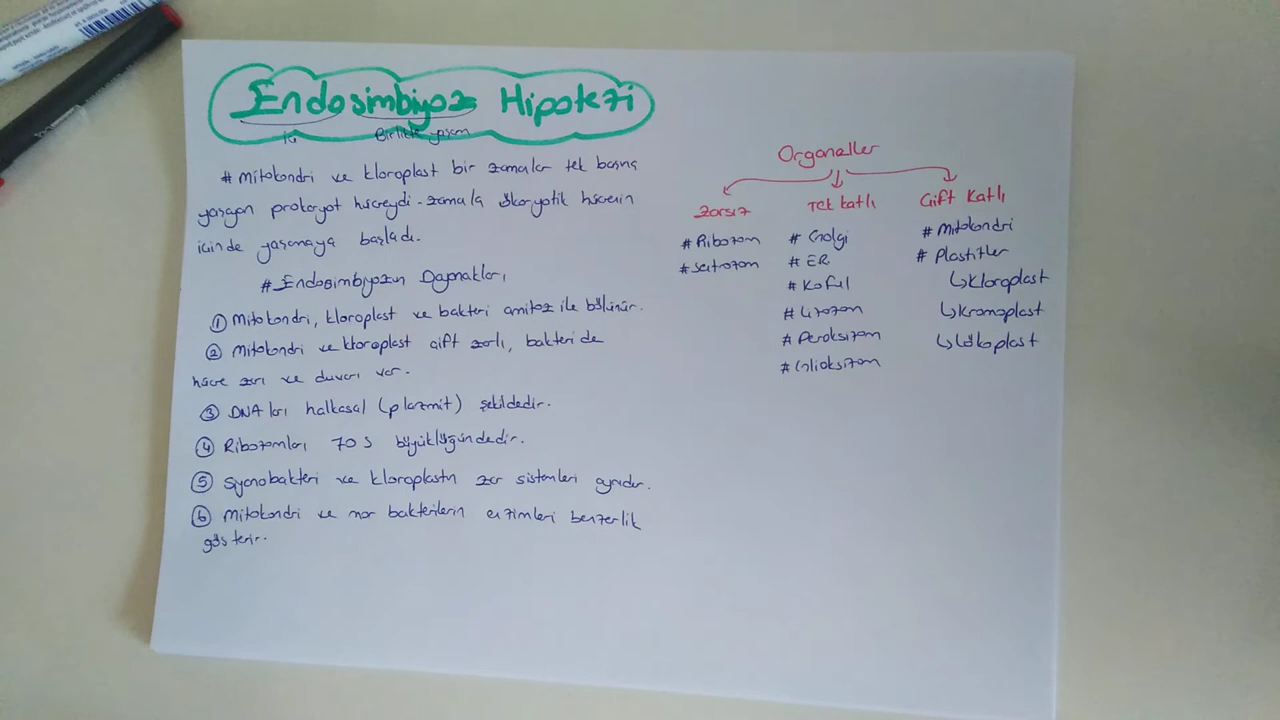 Endosimbiyoz Hipotezi
iç Birlikte yaşam
# Mitokondri ve kloroplast bir zamanlar tek başına
yaşayan prokaryot hücreydi. zamanla ökaryotik hücrenin
içinde yaşamaya başladı.
# Endosimbiyozun Dayanakları
① Mitokondri, kloroplast ve bakteri amitoz ile bölünür.
② Mitokondri ve kloroplast çift zarlı, bakteride
hücre zarı ve duvarı var.
③ DNA ları halkasal (plazmit) şekildedir.
④ Ribozomları 70 S büyüklüğündedir.
⑤ Siyanobakteri ve kloroplastın zar sistemleri aynıdır.
⑥ Mitokondri ve mor bakterilerin enzimleri benzerlik
gösterir.
Organeller
Zarsız
# Ribozom
# Sentrozom
Tek katlı
# Golgi
# ER
# Koful
# Lizozom
# Peroksizom
# Glioksizom
Çift Katlı
# Mitokondri
# Plastitler
↳Kloroplast
↳Kromoplast
↳Lökoplast